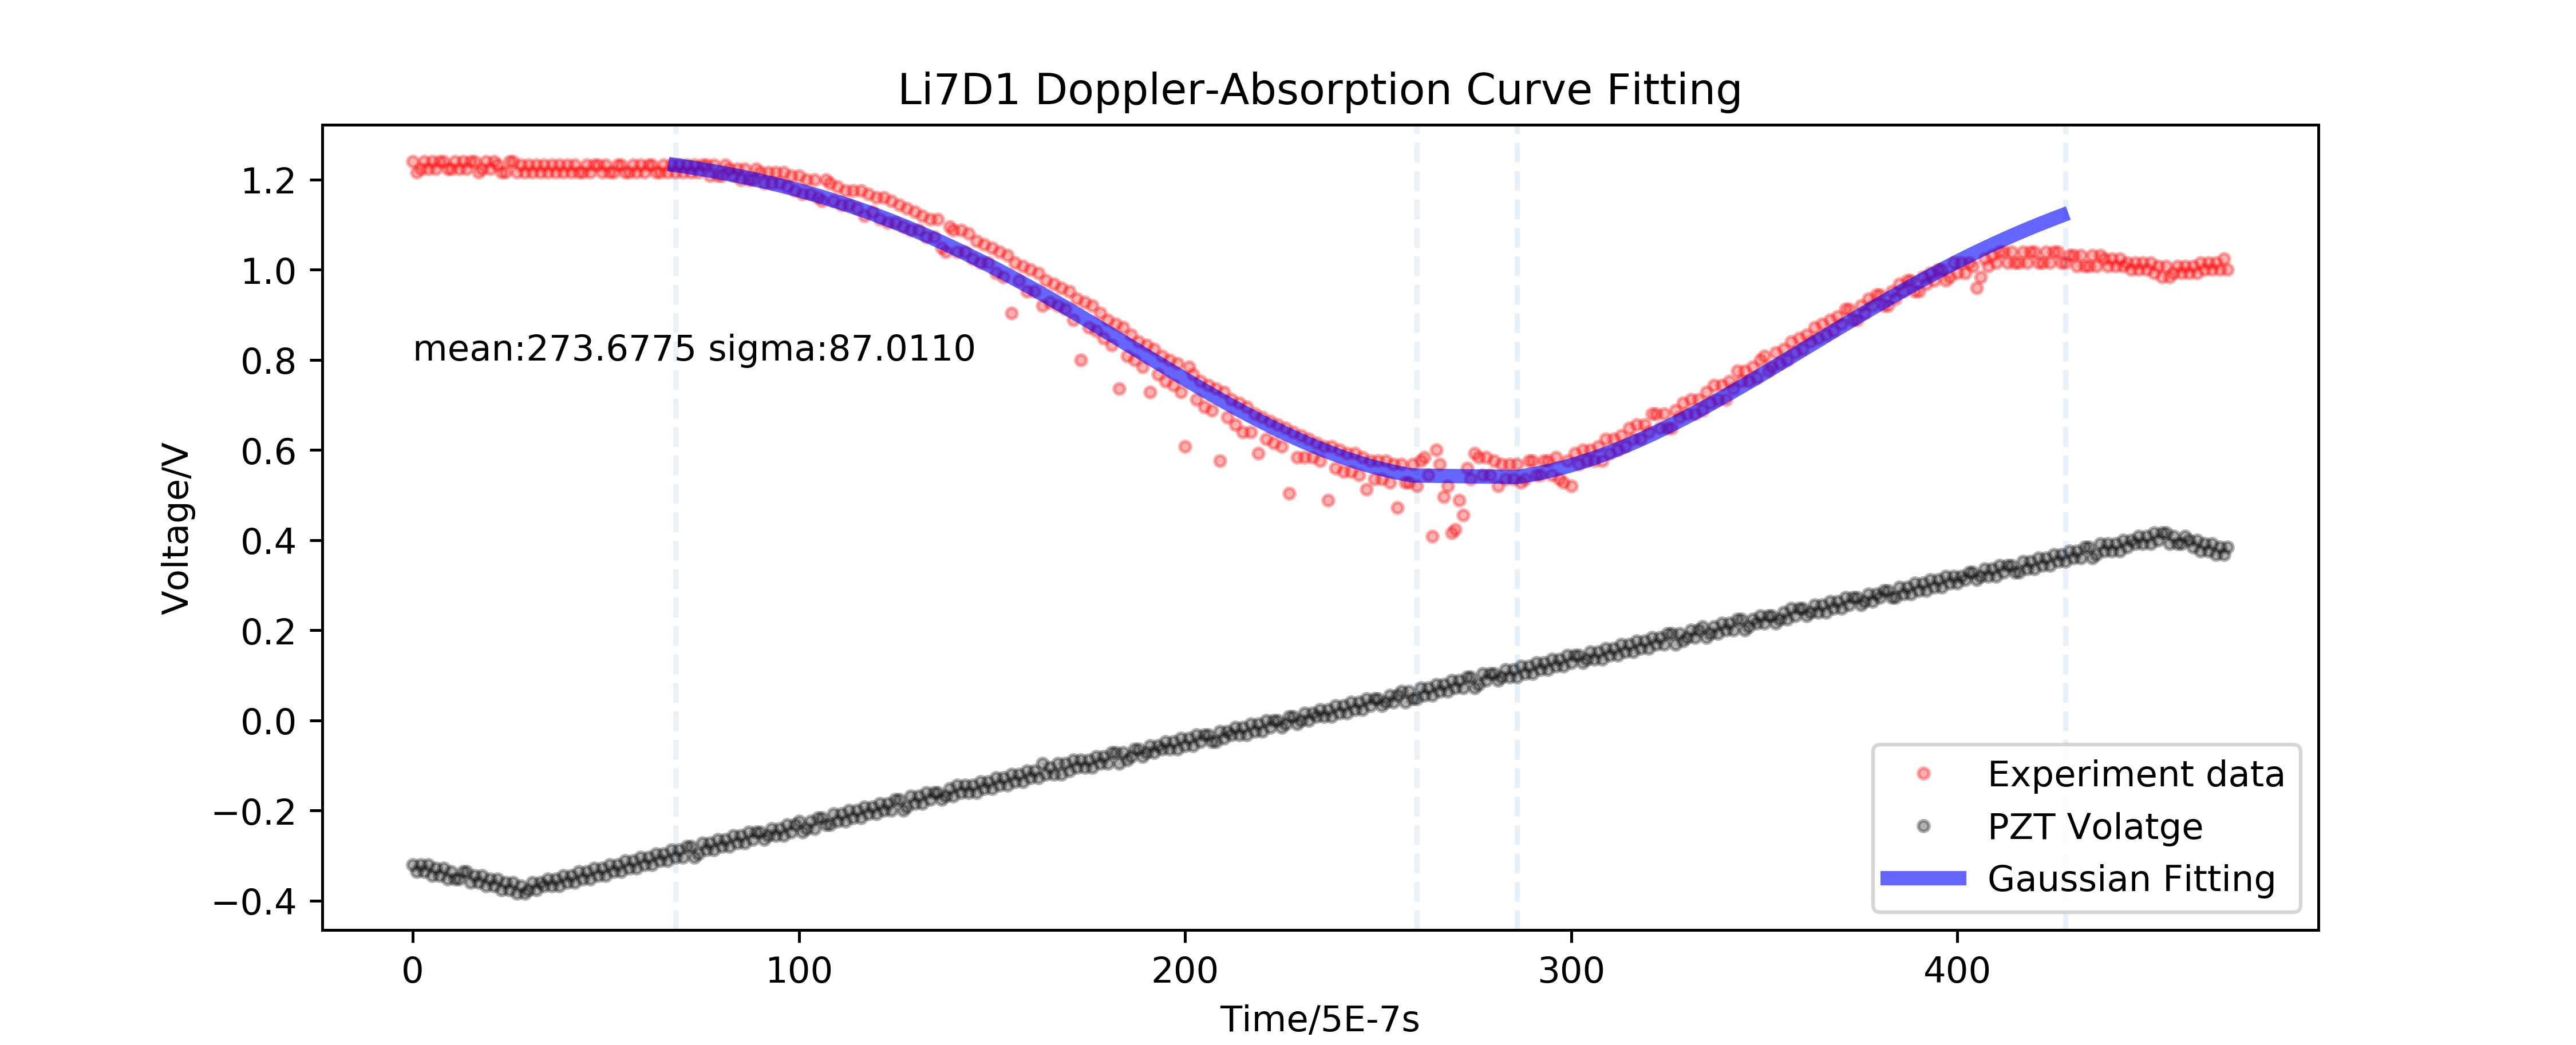 Li7D1 Doppler-Absorption Curve Fitting
1.2
1.0
0.8
0.6
0.4
0.2
0.0
−0.2
−0.4
Voltage/V
mean:273.6775 sigma:87.0110
Experiment data
PZT Volatge
Gaussian Fitting
0 100 200 300 400
Time/5E-7s